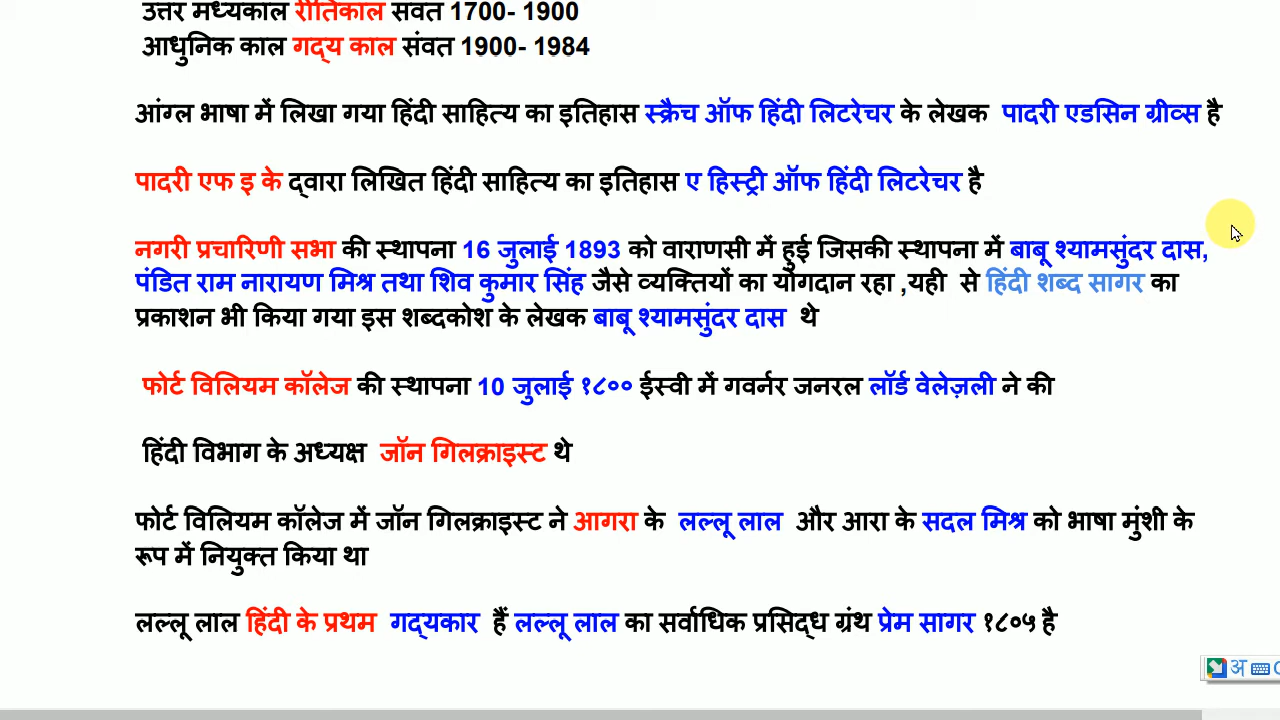 उत्तर मध्यकाल रीतिकाल संवत 1700- 1900
आधुनिक काल गद्य काल संवत 1900- 1984
आंग्ल भाषा में लिखा गया हिंदी साहित्य का इतिहास स्क्रैच ऑफ हिंदी लिटरेचर के लेखक पादरी एडसिन ग्रीव्स है
पादरी एफ इ के द्वारा लिखित हिंदी साहित्य का इतिहास ए हिस्ट्री ऑफ हिंदी लिटरेचर है
नगरी प्रचारिणी सभा की स्थापना 16 जुलाई 1893 को वाराणसी में हुई जिसकी स्थापना में बाबू श्यामसुंदर दास,
पंडित राम नारायण मिश्र तथा शिव कुमार सिंह जैसे व्यक्तियों का योगदान रहा ,यही से हिंदी शब्द सागर का
प्रकाशन भी किया गया इस शब्दकोश के लेखक बाबू श्यामसुंदर दास थे
फोर्ट विलियम कॉलेज की स्थापना 10 जुलाई १८०० ईस्वी में गवर्नर जनरल लॉर्ड वेलेज़ली ने की
हिंदी विभाग के अध्यक्ष जॉन गिलक्राइस्ट थे
फोर्ट विलियम कॉलेज में जॉन गिलक्राइस्ट ने आगरा के लल्लू लाल और आरा के सदल मिश्र को भाषा मुंशी के
रूप में नियुक्त किया था
लल्लू लाल हिंदी के प्रथम गद्यकार हैं लल्लू लाल का सर्वाधिक प्रसिद्ध ग्रंथ प्रेम सागर १८०५ है
अ